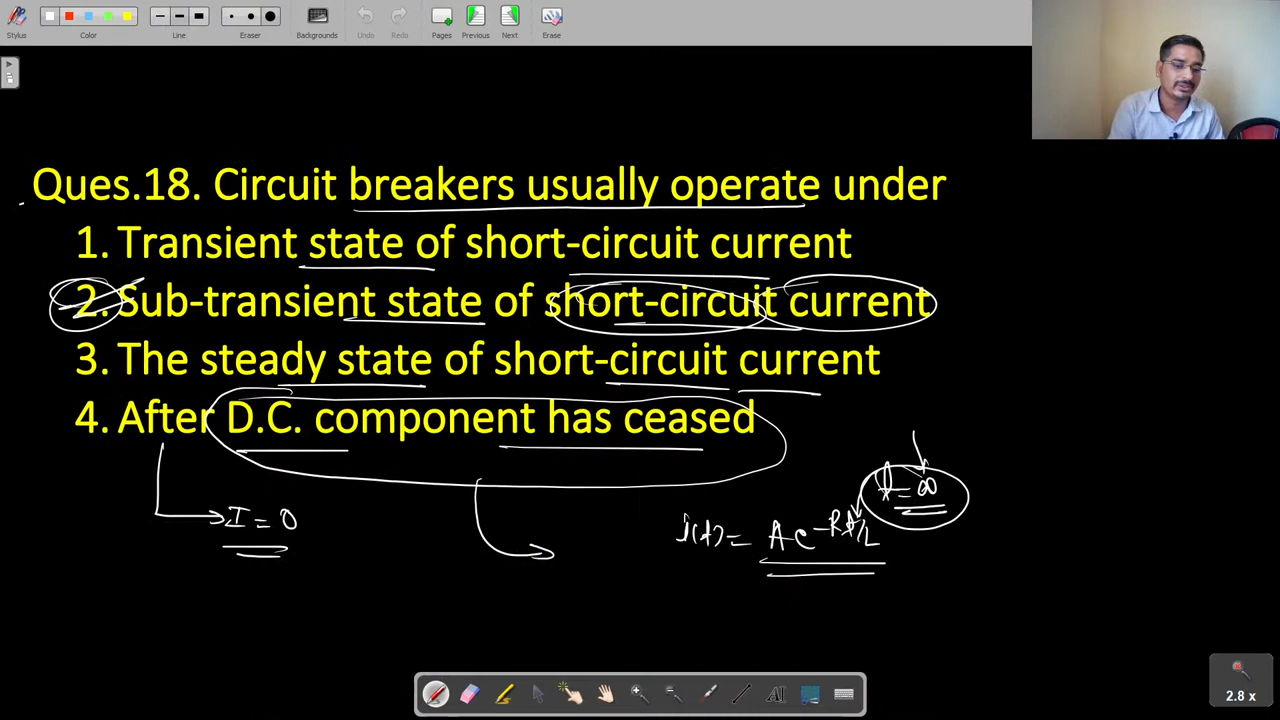 Stylus Color Line Eraser Backgrounds Undo Redo Pages Previous Next Erase
Ques.18. Circuit breakers usually operate under
1. Transient state of short-circuit current
2. Sub-transient state of short-circuit current
3. The steady state of short-circuit current
4. After D.C. component has ceased
t = ∞
I = 0
i(t) = A e^-Rt/L
2.8 x